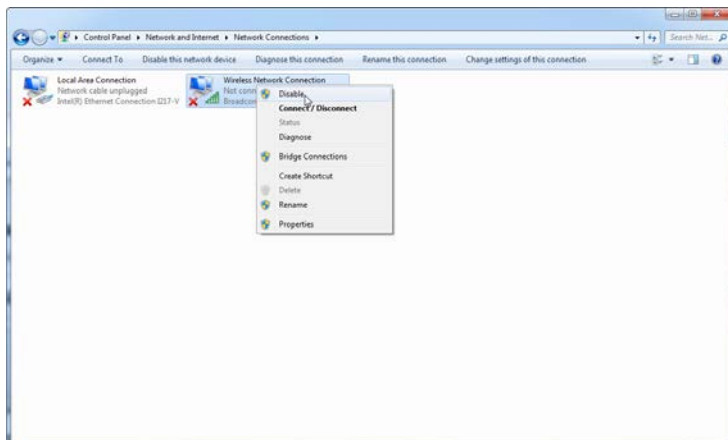 Control Panel ▸ Network and Internet ▸ Network Connections ▸
Search Net...
Organize Connect To Disable this network device Diagnose this connection Rename this connection Change settings of this connection
Local Area Connection
Network cable unplugged
Intel(R) Ethernet Connection I217-V
Wireless Network Connection
Not conn
Broadcom
Disable
Connect / Disconnect
Status
Diagnose
Bridge Connections
Create Shortcut
Delete
Rename
Properties